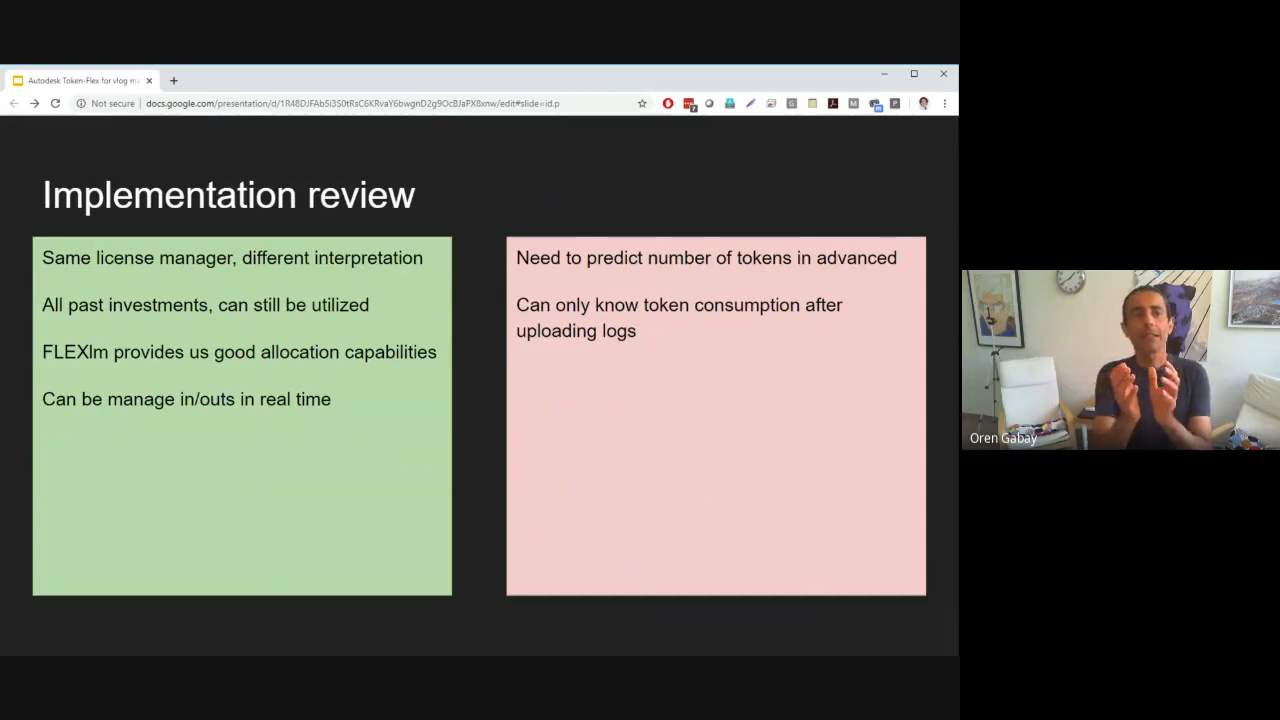 Autodesk Token-Flex for vlog ma
Not secure
docs.google.com/presentation/d/1R48DJFAb5i3S0tRsC6KRvaY6bwgnD2g9OcBJaPX8xnw/edit#slide=id.p
Implementation review
Same license manager, different interpretation
All past investments, can still be utilized
FLEXlm provides us good allocation capabilities
Can be manage in/outs in real time
Need to predict number of tokens in advanced
Can only know token consumption after
uploading logs
Oren Gabay